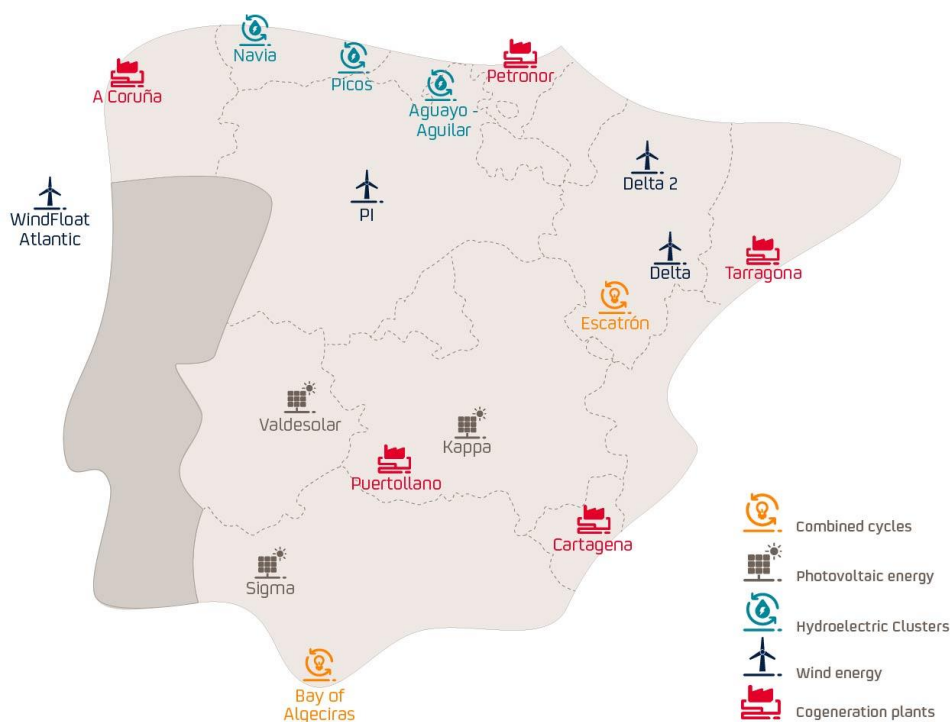 Navia
Picos
Petronor
A Coruña
Aguayo -
Aguilar
Delta 2
WindFloat
Atlantic
PI
Delta
Tarragona
Escatrón
Valdesolar
Kappa
Puertollano
Cartagena
Sigma
Bay of
Algeciras
Combined cycles
Photovoltaic energy
Hydroelectric Clusters
Wind energy
Cogeneration plants